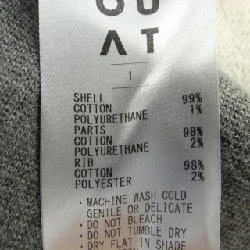 AT
1
SHELL
COTTON 99%
POLYURETHANE 1%
PARTS
COTTON 98%
POLYURETHANE 2%
RIB
COTTON 98%
POLYESTER 2%
・MACHINE WASH COLD
GENTLE OR DELICATE
・DO NOT BLEACH
・DO NOT TUMBLE DRY
・DRY FLAT IN SHADE